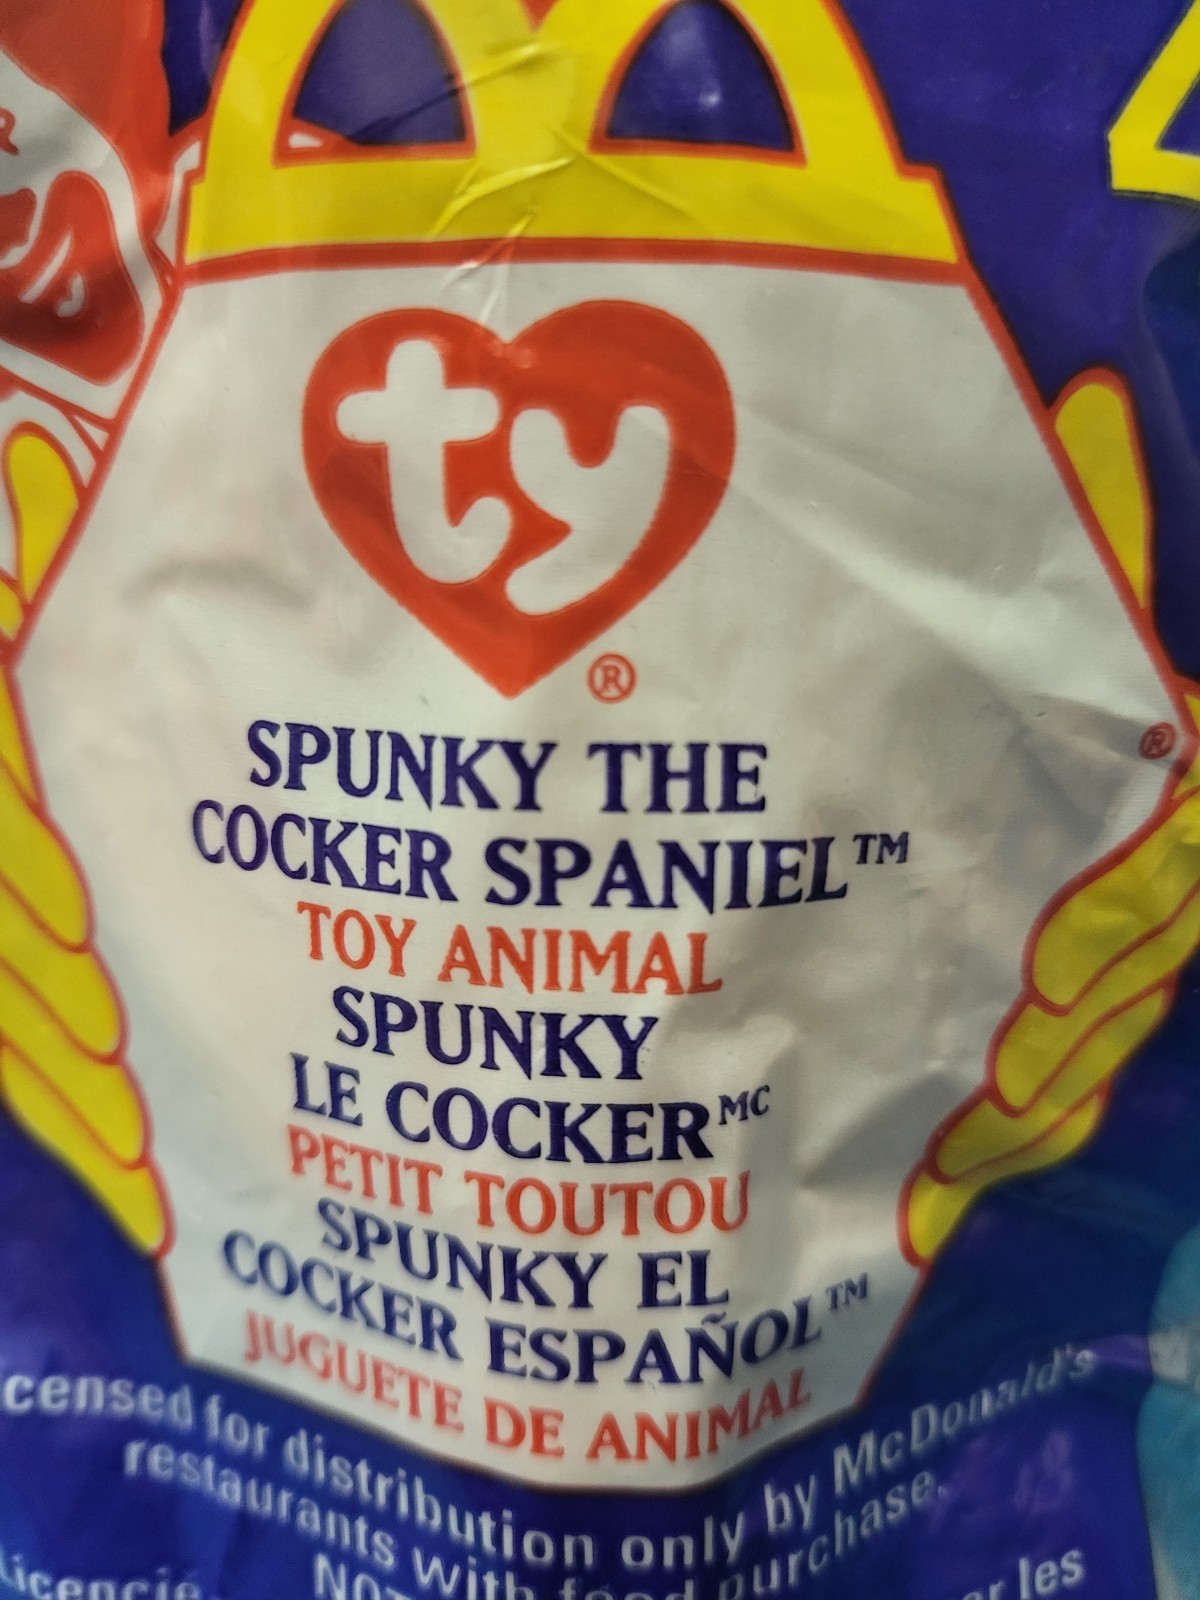 ty®
®
SPUNKY THE
COCKER SPANIEL™
TOY ANIMAL
SPUNKY
LE COCKER MC
PETIT TOUTOU
SPUNKY EL
COCKER ESPAÑOL™
JUGUETE DE ANIMAL
censed for distribution only by McDonald's
restaurants with food purchase.
les